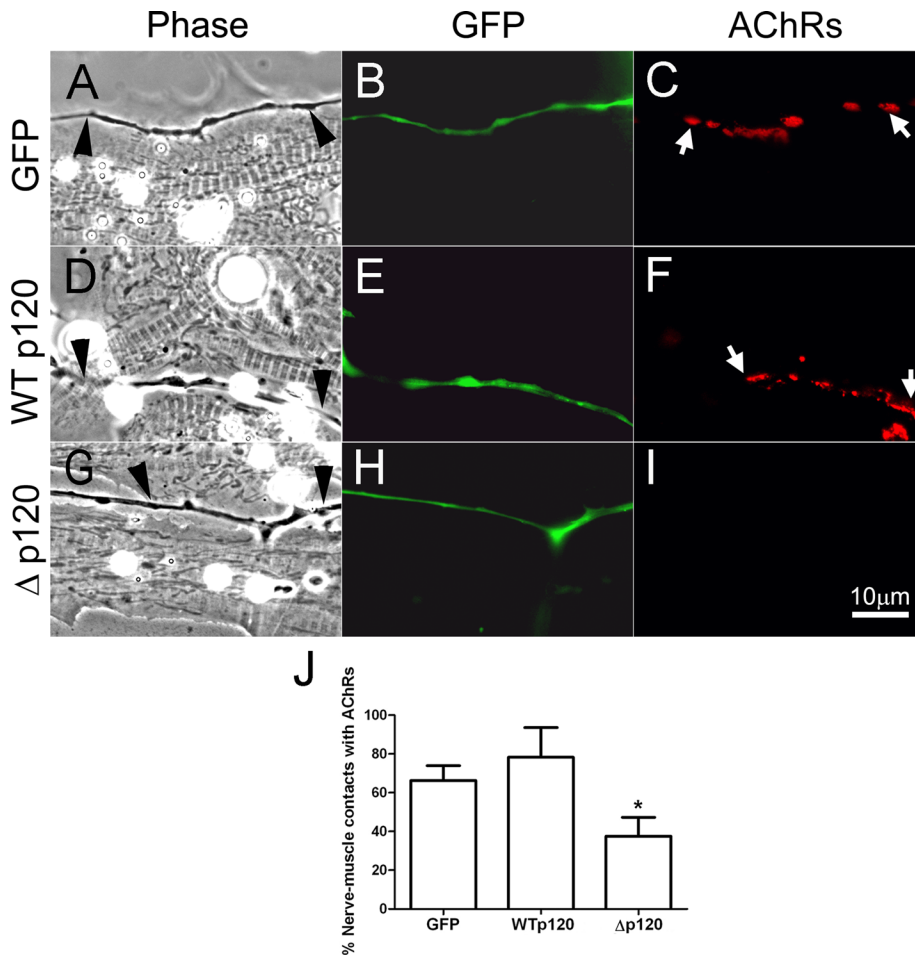 Phase GFP AChRs
GFP
A B C
WT p120
D E F
Δ p120
G H I
10μm
J
% Nerve-muscle contacts with AChRs
100
80
60
40
20
0
*
GFP WTp120 Δp120